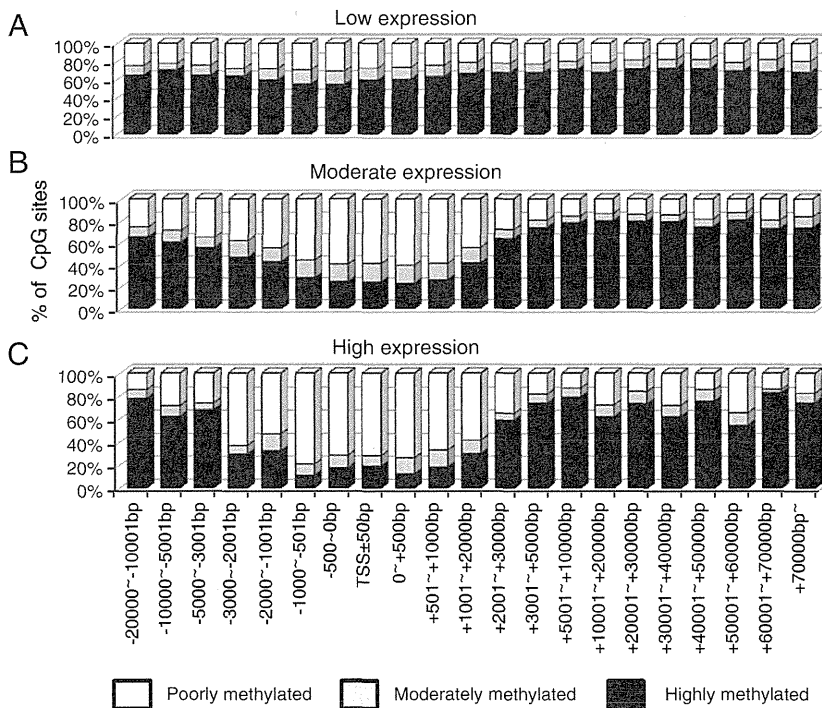 A
Low expression
100%
80%
60%
40%
20%
0%
B
Moderate expression
100%
80%
60%
40%
20%
0%
% of CpG sites
C
High expression
100%
80%
60%
40%
20%
0%
-20000~-10001bp
-10000~-5001bp
-5000~-3001bp
-3000~-2001bp
-2000~-1001bp
-1000~-501bp
-500~0bp
TSS±50bp
0~+500bp
+501~+1000bp
+1001~+2000bp
+2001~+3000bp
+3001~+5000bp
+5001~+10000bp
+10001~+20000bp
+20001~+30000bp
+30001~+40000bp
+40001~+50000bp
+50001~+60000bp
+60001~+70000bp
+70000bp~
Poorly methylated
Moderately methylated
Highly methylated